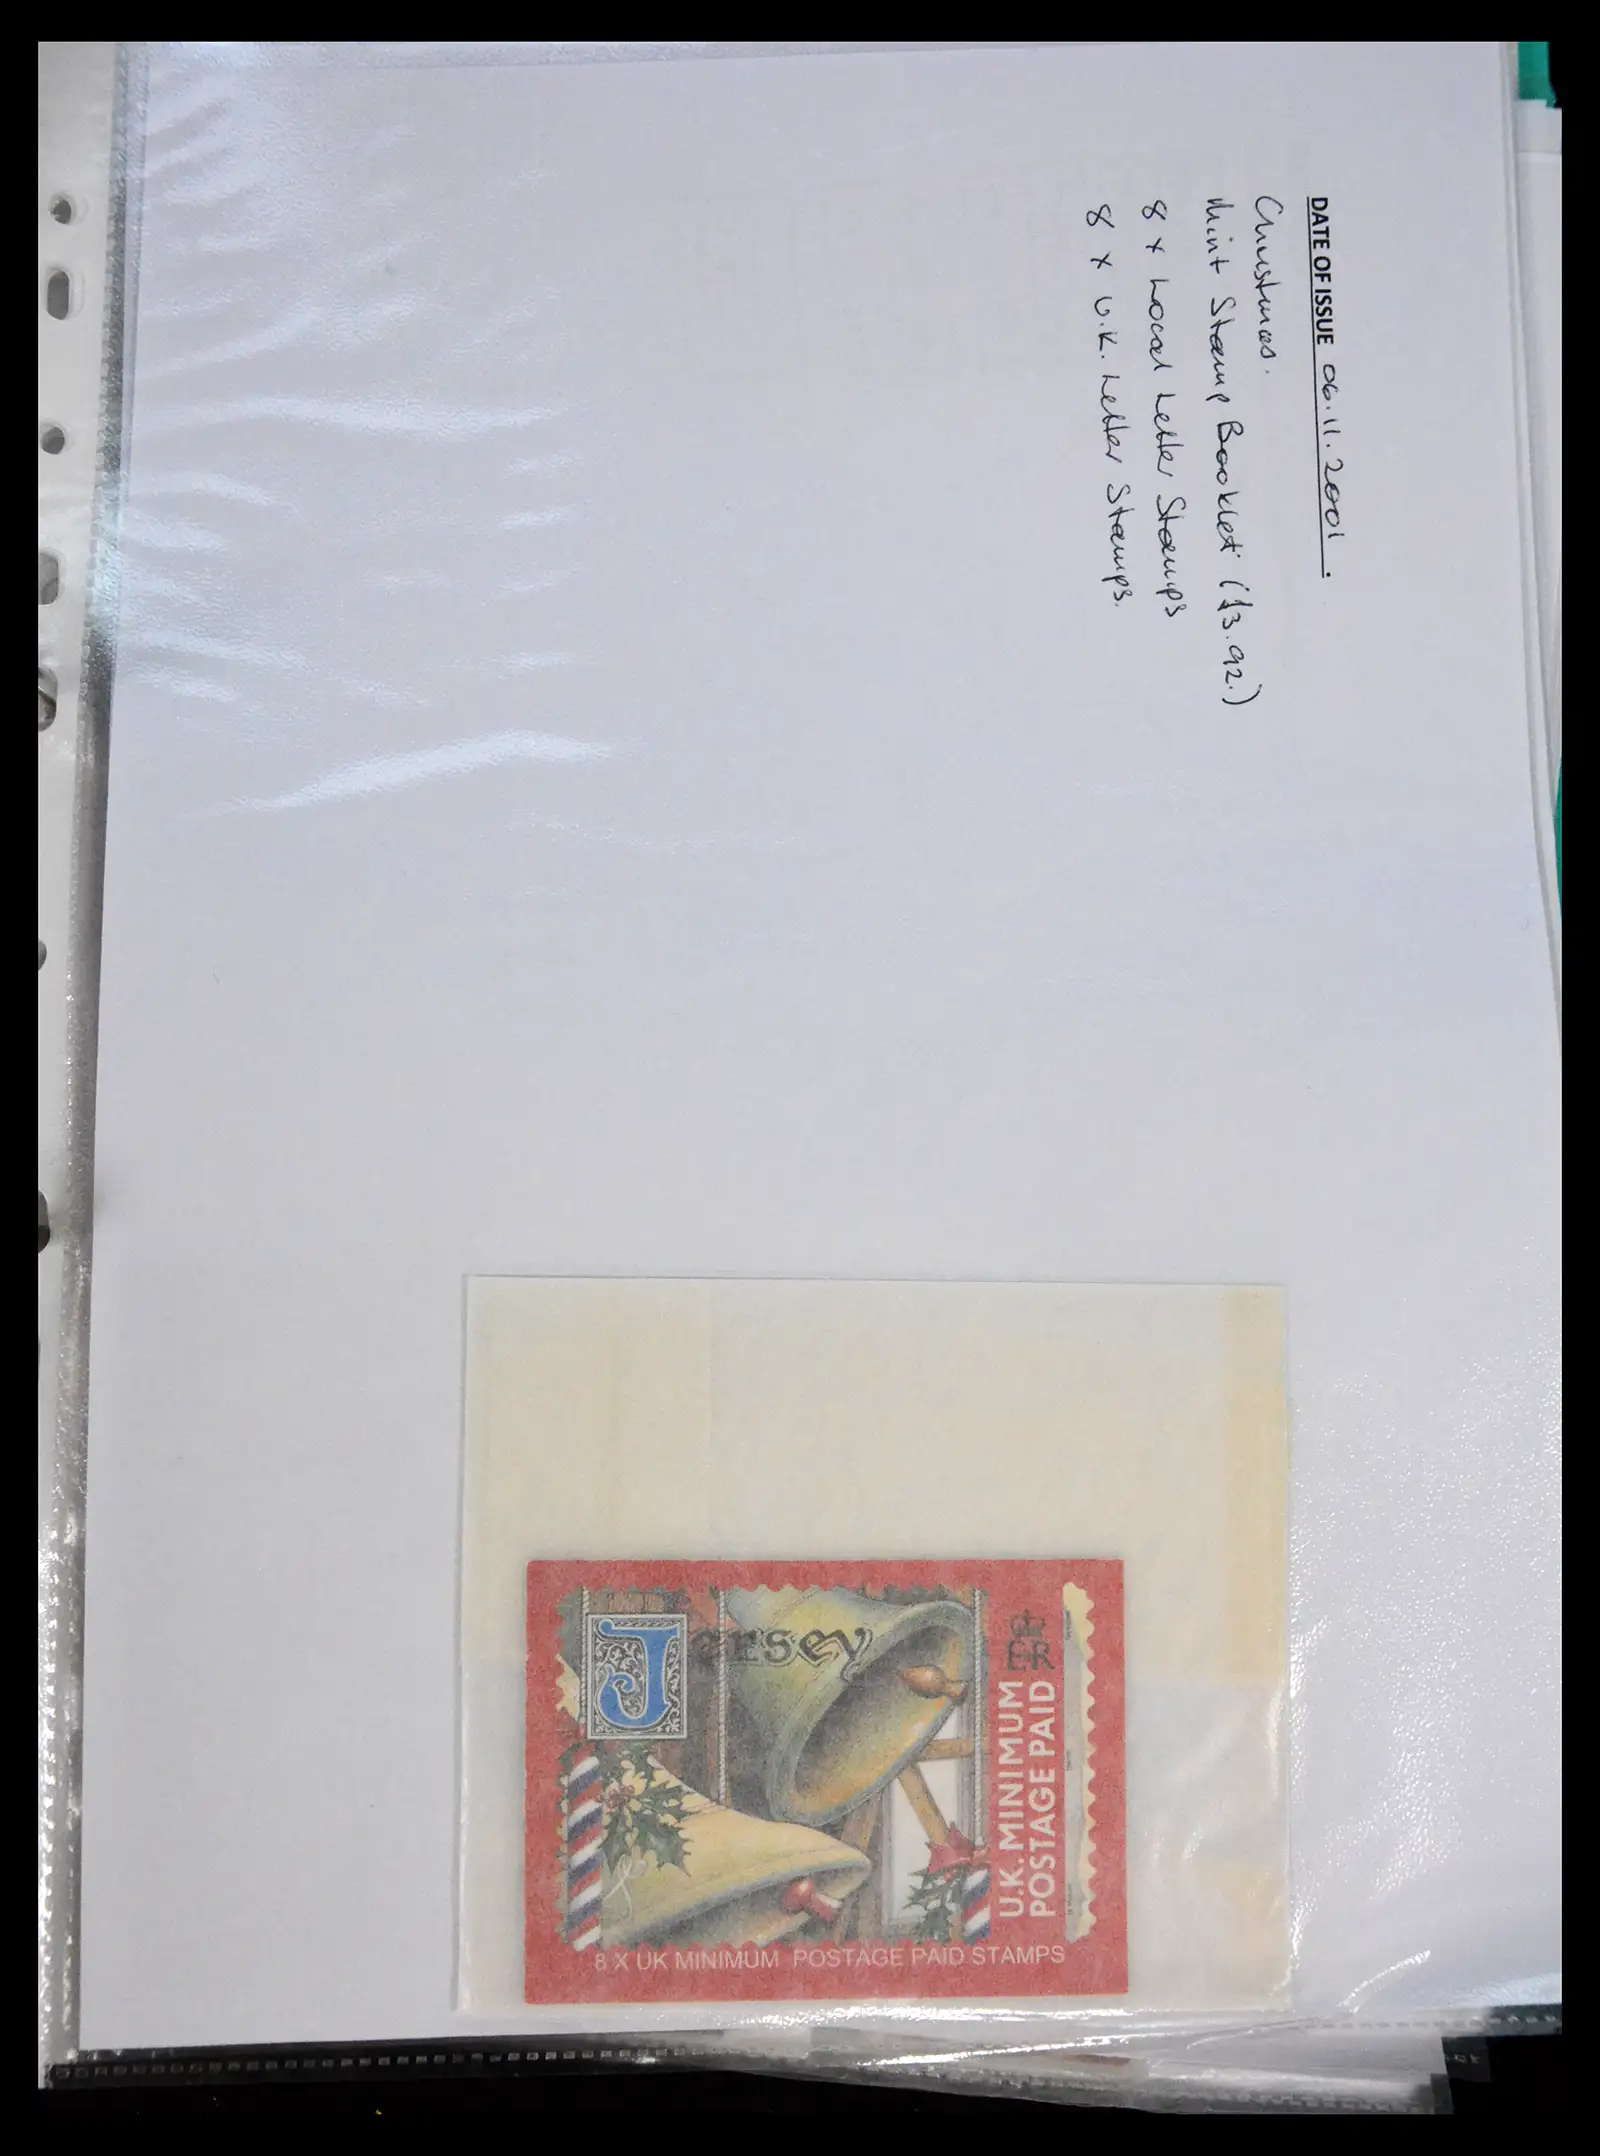 DATE OF ISSUE 06.11.2001.
Christmas.
Mint Stamp Booklet (£3.92.)
8 x Local Letter Stamps
8 x U.K. Letter Stamps.
Jersey
ER
U.K. MINIMUM
POSTAGE PAID
8 X UK MINIMUM POSTAGE PAID STAMPS